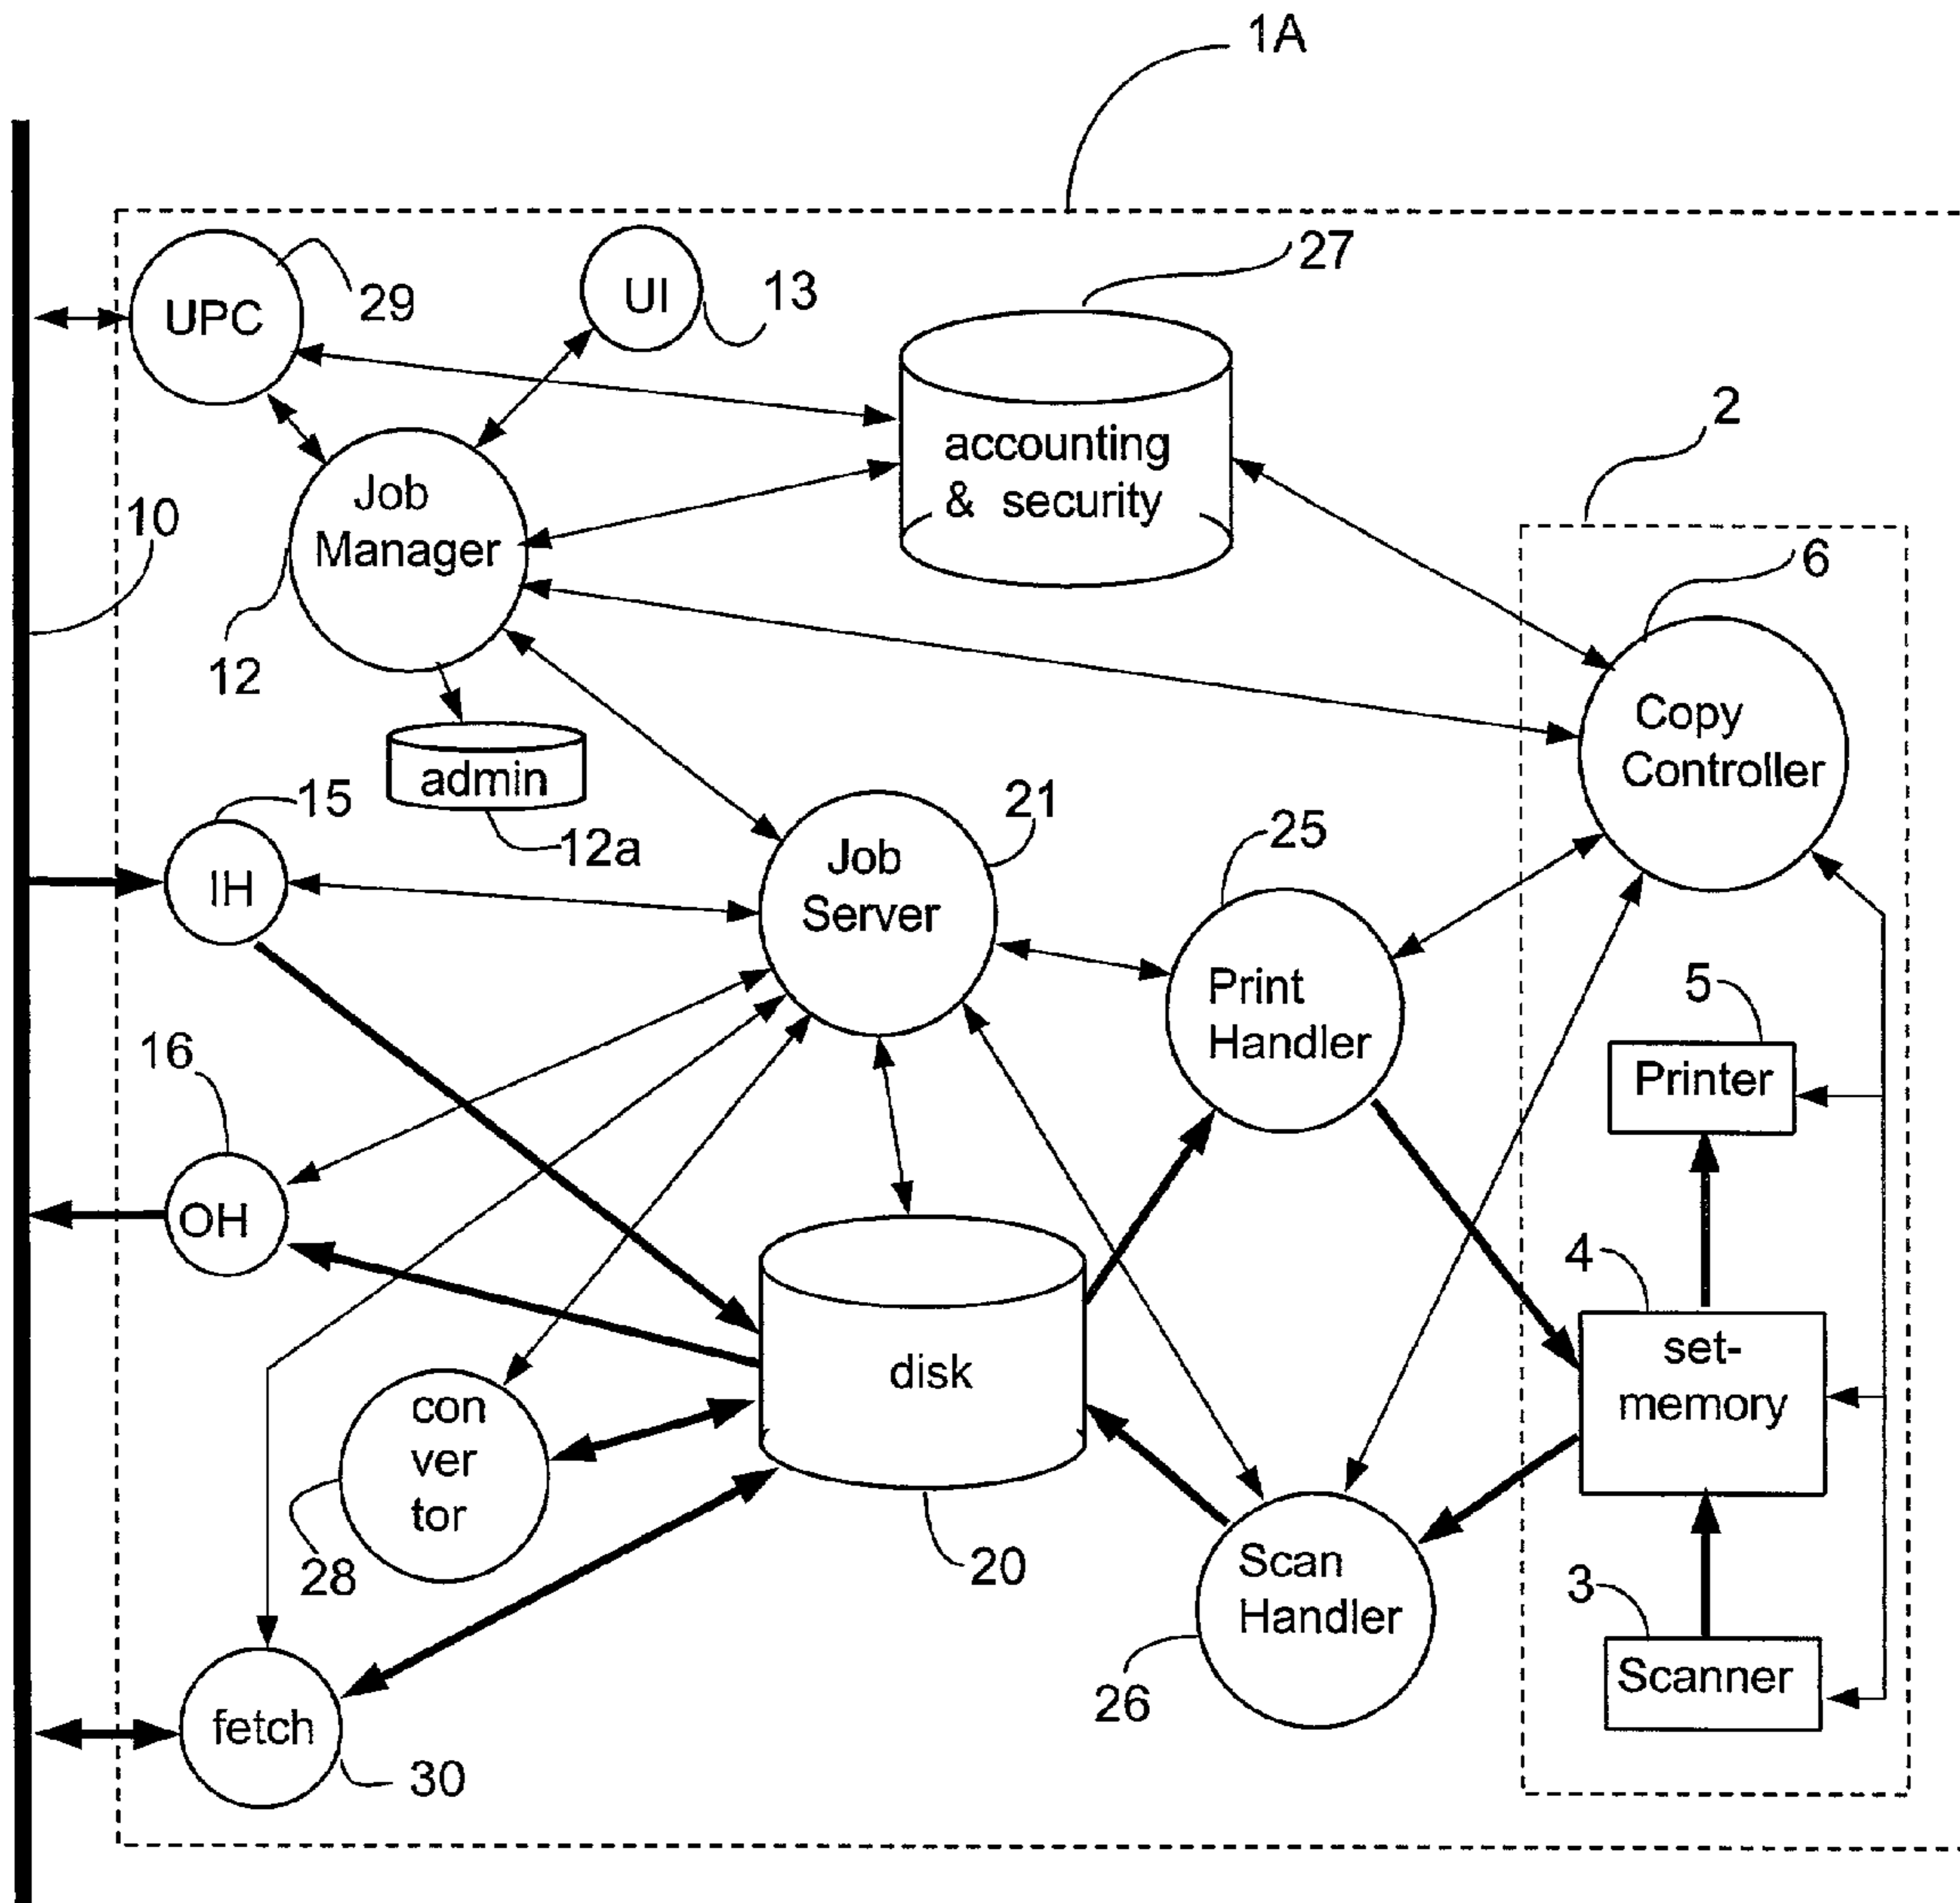 1A
UPC
29
UI
13
27
accounting
& security
2
10
Job
Manager
12
6
Copy
Controller
admin
12a
15
IH
Job
Server
21
25
Print
Handler
5
Printer
16
OH
4
set-
memory
disk
20
con
ver
tor
28
Scan
Handler
26
3
Scanner
fetch
30